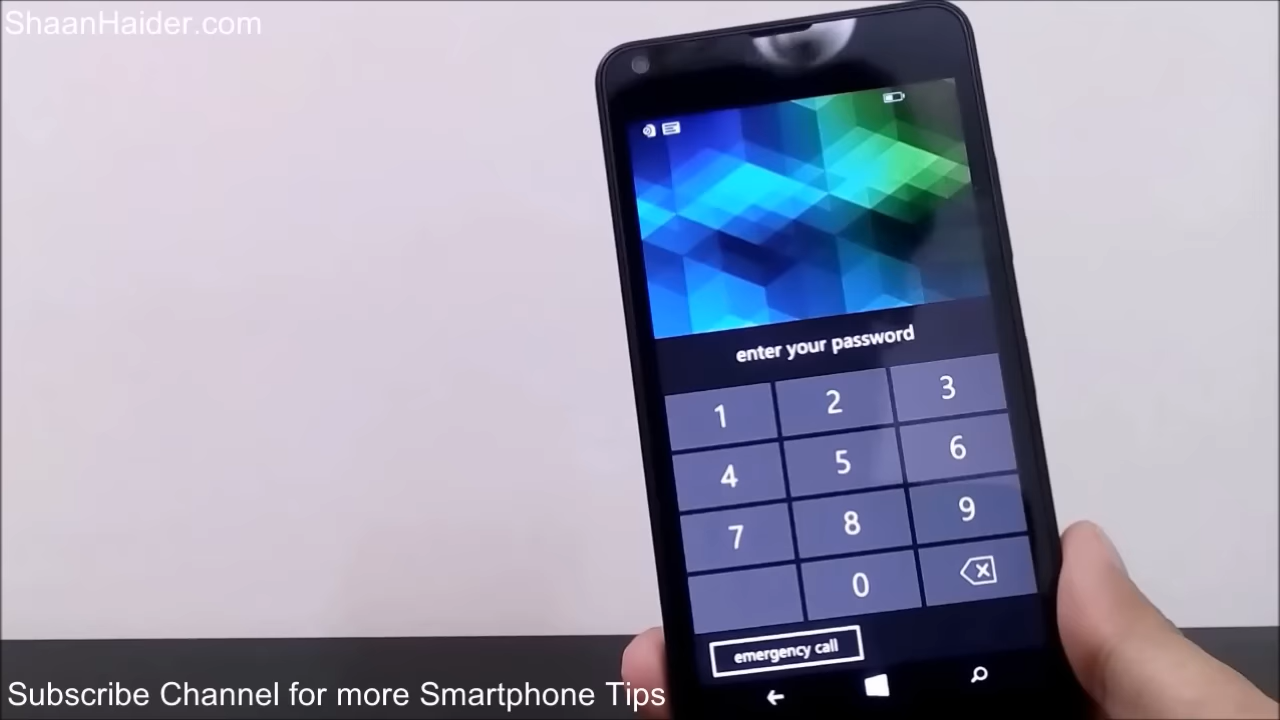 ShaanHaider.com
enter your password
1 2 3
4 5 6
7 8 9
0
emergency call
Subscribe Channel for more Smartphone Tips